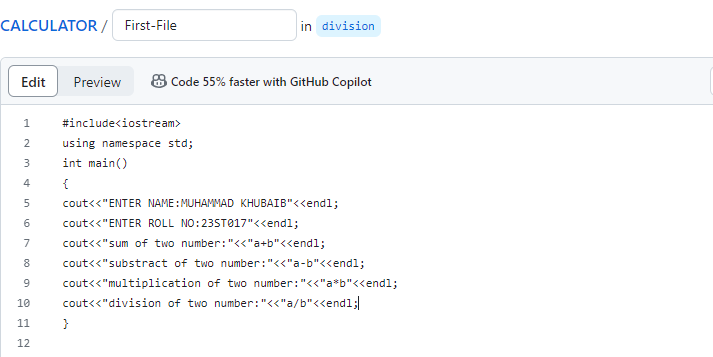 CALCULATOR / First-File in division
Edit Preview Code 55% faster with GitHub Copilot
1 #include<iostream>
2 using namespace std;
3 int main()
4 {
5 cout<<"ENTER NAME:MUHAMMAD KHUBAIB"<<endl;
6 cout<<"ENTER ROLL NO:23ST017"<<endl;
7 cout<<"sum of two number:"<<"a+b"<<endl;
8 cout<<"substract of two number:"<<"a-b"<<endl;
9 cout<<"multiplication of two number:"<<"a*b"<<endl;
10 cout<<"division of two number:"<<"a/b"<<endl;
11 }
12